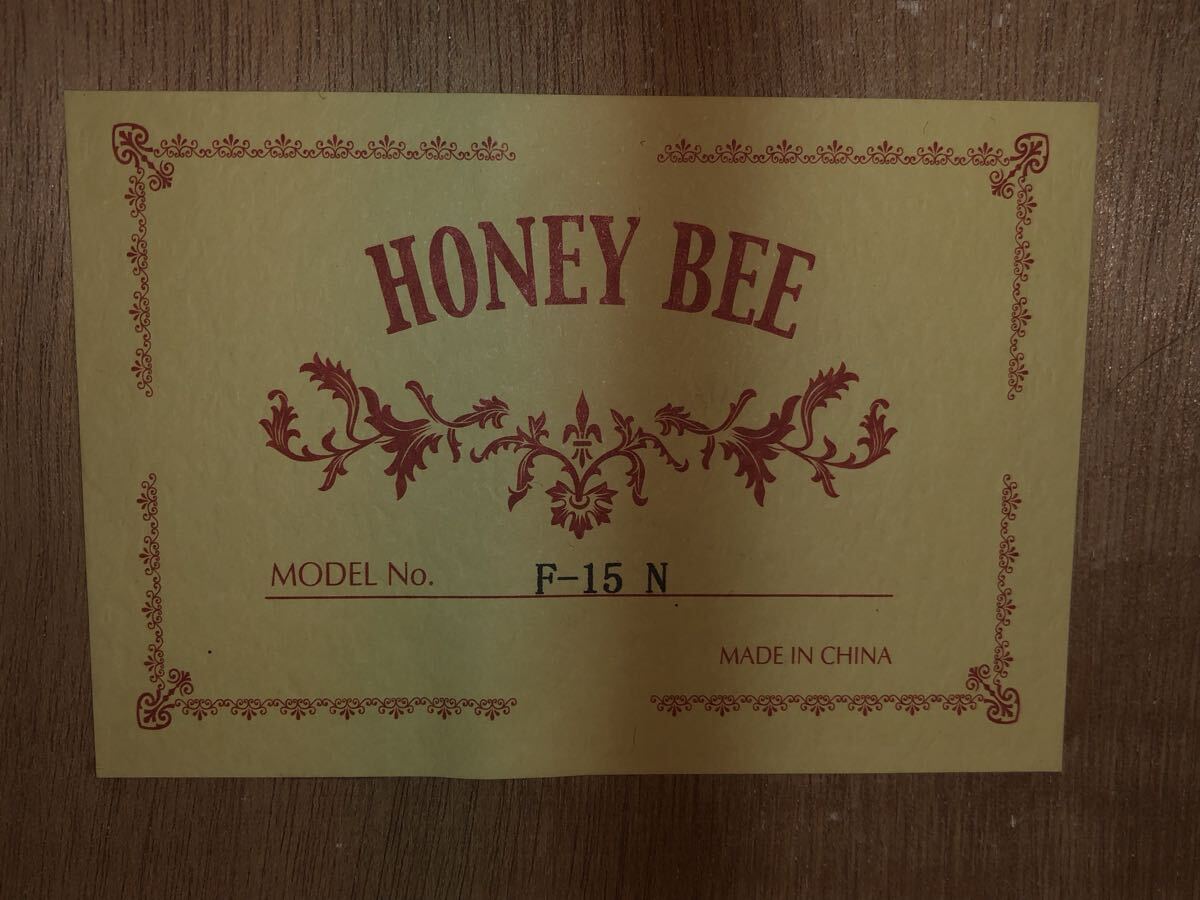 HONEY BEE
MODEL No. F-15 N
MADE IN CHINA